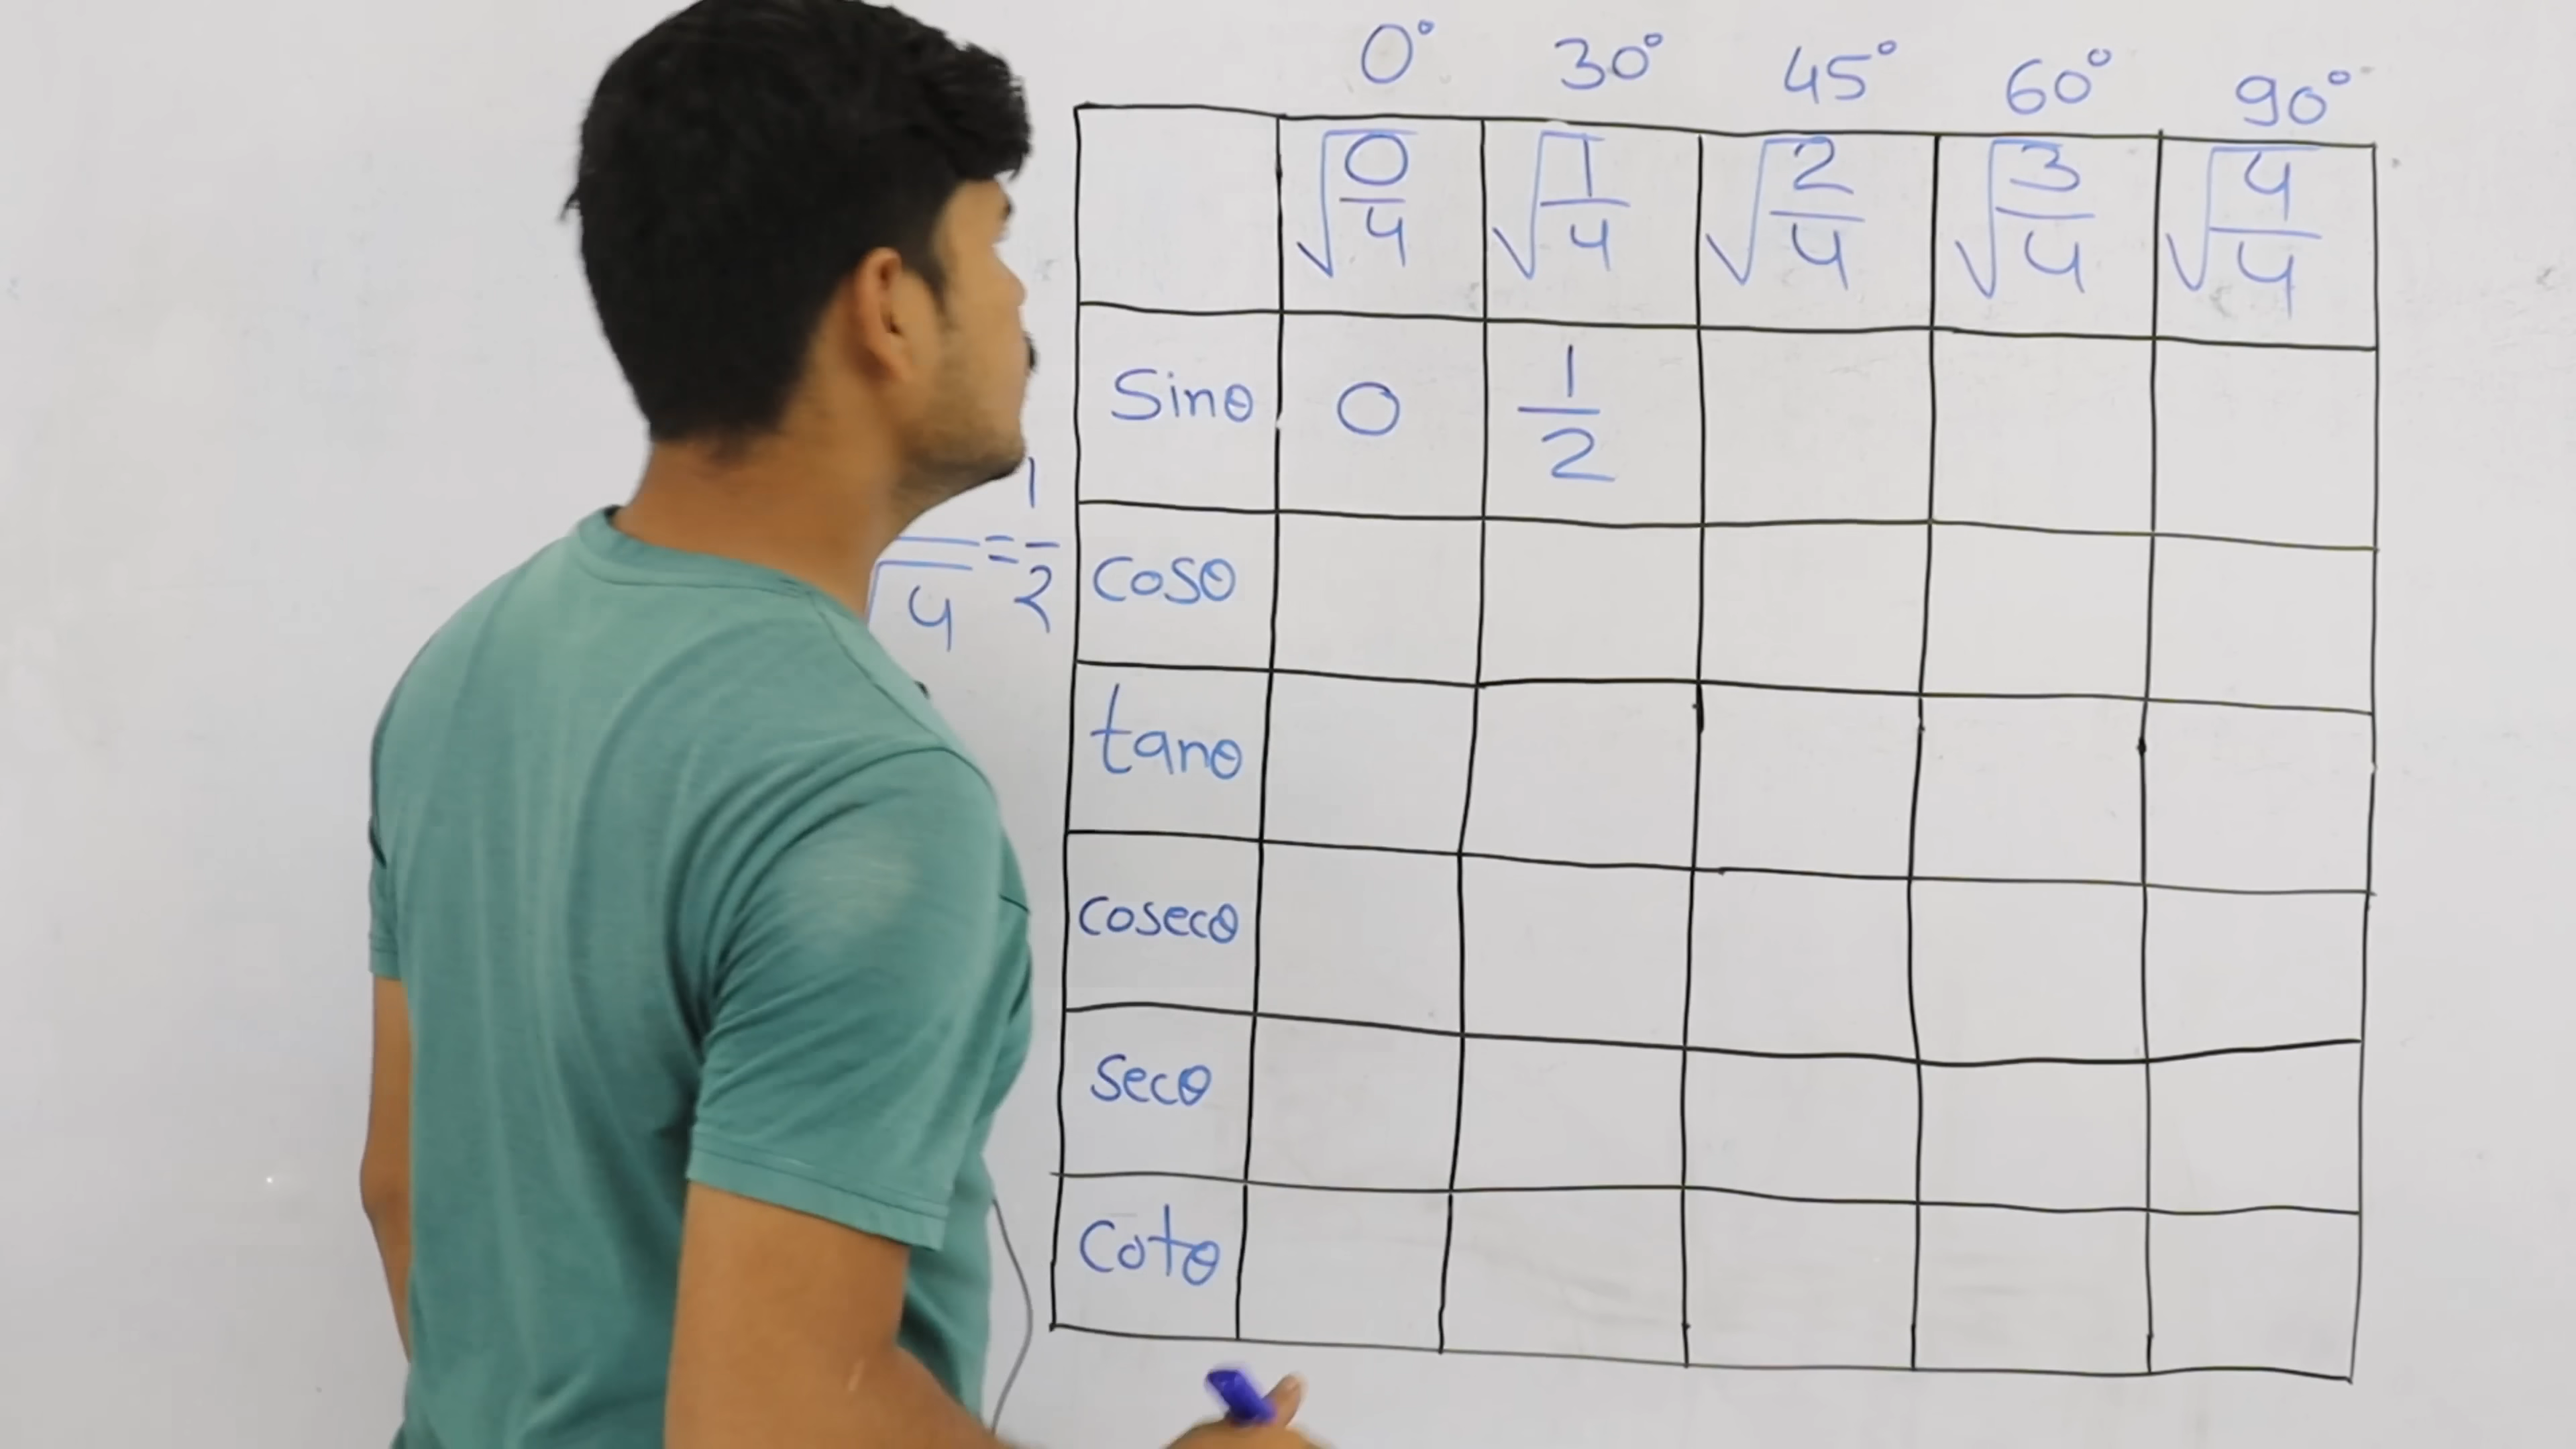 0° 30° 45° 60° 90°
√0/4 √1/4 √2/4 √3/4 √4/4
Sinθ 0 1/2
√4 = 1/2
Cosθ
tanθ
Cosecθ
Secθ
Cotθ